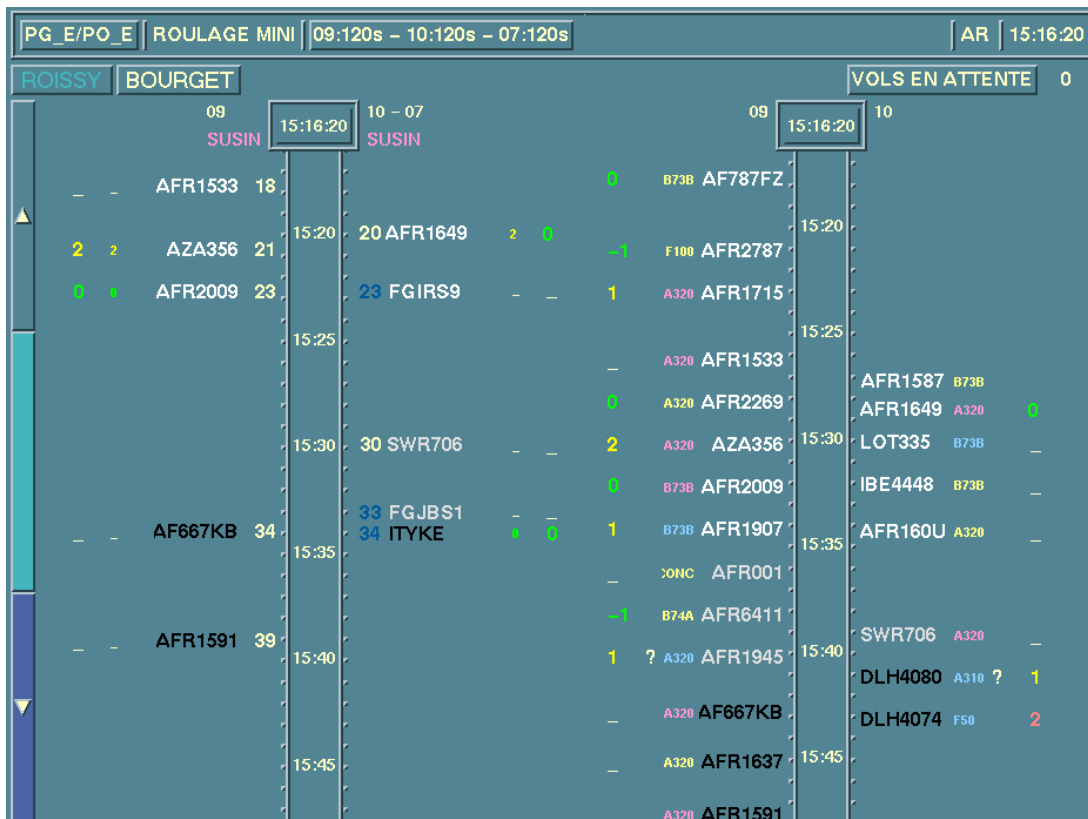 PG_E/PO_E ROULAGE MINI 09:120s – 10:120s – 07:120s AR 15:16:20
ROISSY BOURGET VOLS EN ATTENTE 0
09 15:16:20 10 – 07 09 15:16:20 10
SUSIN SUSIN
_ _ AFR1533 18 0 B73B AF787FZ
15:20 20 AFR1649 2 0 15:20
2 2 AZA356 21 -1 F100 AFR2787
0 0 AFR2009 23 23 FGIRS9 _ _ 1 A320 AFR1715
15:25 15:25
_ A320 AFR1533
AFR1587 B73B
0 A320 AFR2269 AFR1649 A320 0
15:30 30 SWR706 _ _ 2 A320 AZA356 15:30 LOT335 B73B _
0 B73B AFR2009 IBE4448 B73B _
33 FGJBS1 _ _
_ _ AF667KB 34 34 ITYKE 0 0 1 B73B AFR1907 AFR160U A320 _
15:35 15:35
_ CONC AFR001
-1 B74A AFR6411
_ _ AFR1591 39 SWR706 A320 _
15:40 1 ? A320 AFR1945 15:40
DLH4080 A310 ? 1
_ A320 AF667KB DLH4074 F50 2
15:45 _ A320 AFR1637 15:45
A320 AFR1591